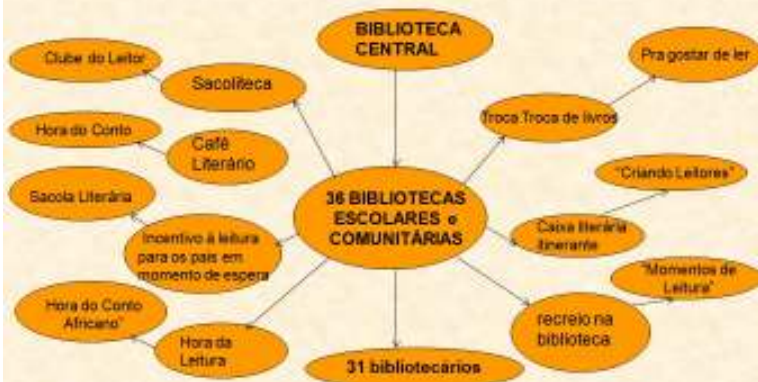 BIBLIOTECA
CENTRAL
Clube do Leitor
Sacoliteca
Pra gostar de ler
Troca Troca de livros
Hora do Conto
Café
Literário
36 BIBLIOTECAS
ESCOLARES e
COMUNITÁRIAS
"Criando Leitores"
Caixa literária
itinerante
Sacola Literária
Incentivo à leitura
para os pais em
momento de espera
"Momentos de
Leitura"
recreio na
biblioteca
Hora do Conto
Africano"
Hora da
Leitura
31 bibliotecários